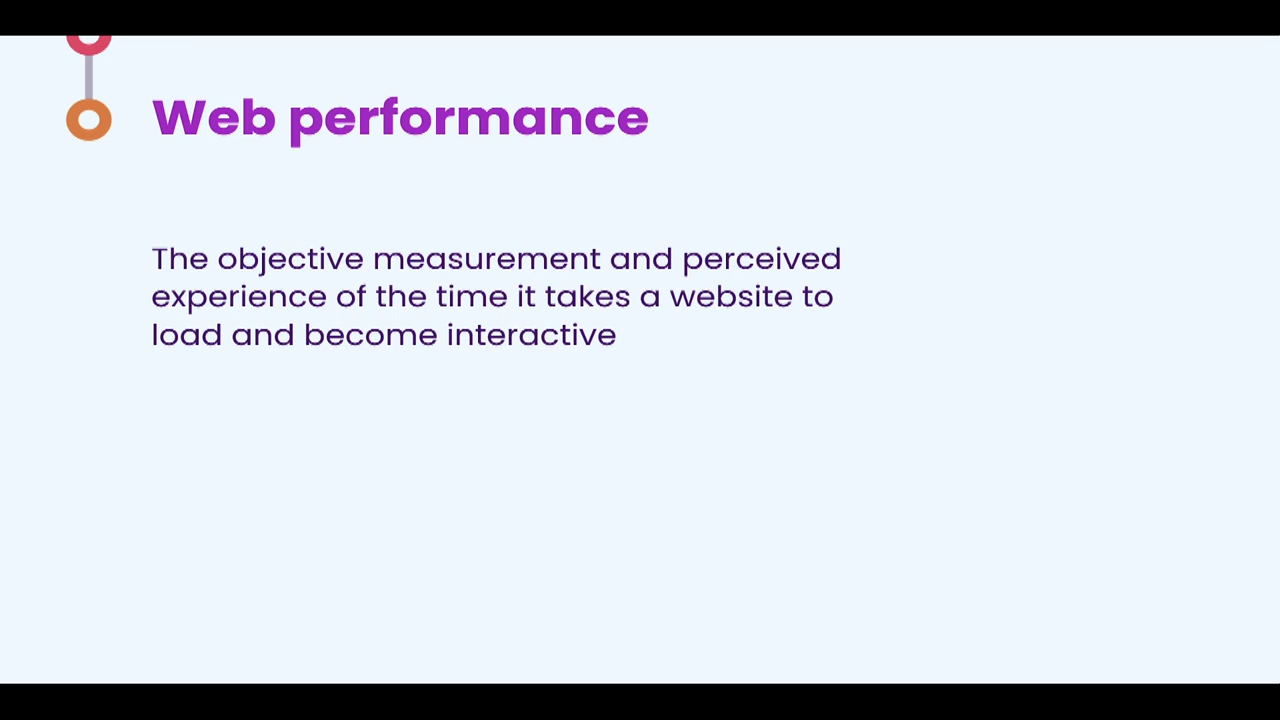 Web performance
The objective measurement and perceived
experience of the time it takes a website to
load and become interactive